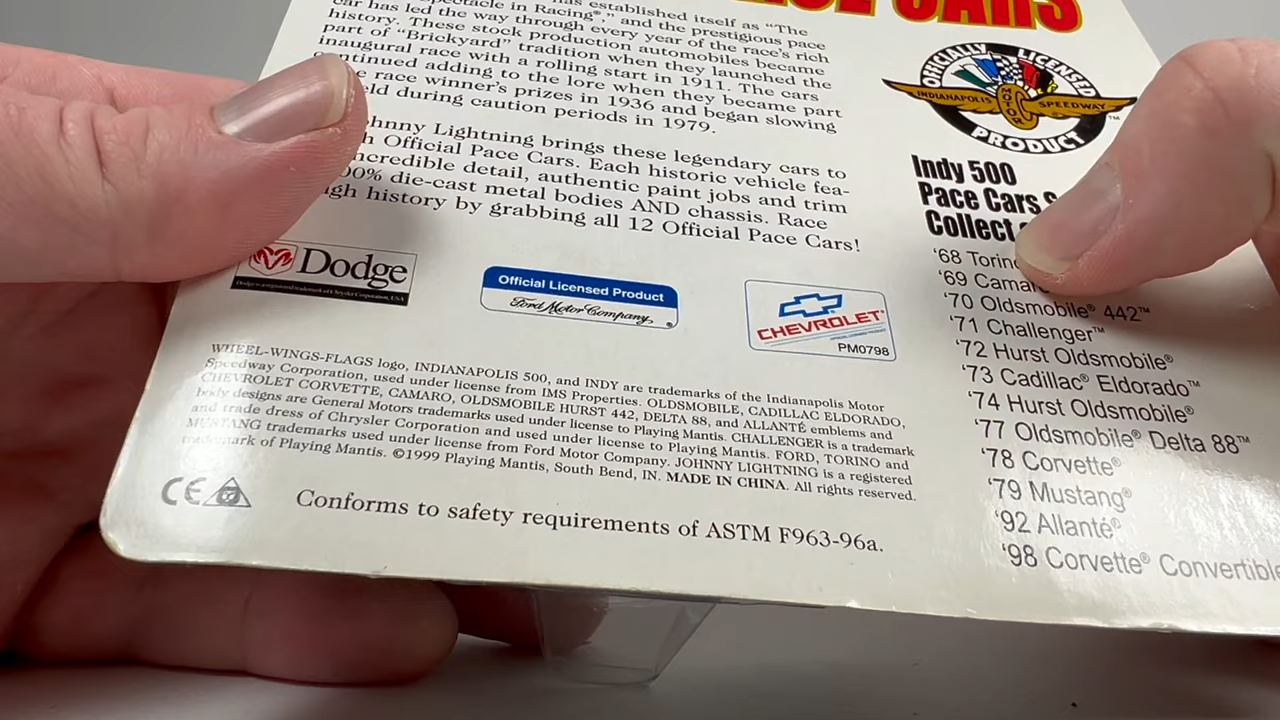 has established itself as “The
Spectacle in Racing®,” and the prestigious pace
car has led the way through every year of the race's rich
history. These stock production automobiles became
part of “Brickyard” tradition when they launched the
inaugural race with a rolling start in 1911. The cars
continued adding to the lore when they became part
race winner's prizes in 1936 and began slowing
during caution periods in 1979.
Johnny Lightning brings these legendary cars to
Official Pace Cars. Each historic vehicle fea-
incredible detail, authentic paint jobs and trim
die-cast metal bodies AND chassis. Race
history by grabbing all 12 Official Pace Cars!
CARS
OFFICIALLY LICENSED
INDIANAPOLIS MOTOR SPEEDWAY
PRODUCT
™
Indy 500
Pace Cars
'68 Torino
'69 Camaro
'70 Oldsmobile® 442™
'71 Challenger™
'72 Hurst Oldsmobile®
'73 Cadillac® Eldorado™
'74 Hurst Oldsmobile®
'77 Oldsmobile® Delta 88™
'78 Corvette®
'79 Mustang®
'92 Allanté®
'98 Corvette® Convertible
Dodge
Dodge is a registered trademark of Chrysler Corporation, USA
Official Licensed Product
Ford Motor Company®
CHEVROLET®
PM0798
WHEEL-WINGS-FLAGS logo, INDIANAPOLIS 500, and INDY are trademarks of the Indianapolis Motor
Speedway Corporation, used under license from IMS Properties. OLDSMOBILE, CADILLAC ELDORADO,
CHEVROLET CORVETTE, CAMARO, OLDSMOBILE HURST 442, DELTA 88, and ALLANTÉ emblems and
body designs are General Motors trademarks used under license to Playing Mantis. CHALLENGER is a trademark
and trade dress of Chrysler Corporation and used under license to Playing Mantis. FORD, TORINO and
MUSTANG trademarks used under license from Ford Motor Company. JOHNNY LIGHTNING is a registered
trademark of Playing Mantis. ©1999 Playing Mantis, South Bend, IN. MADE IN CHINA. All rights reserved.
CE
Conforms to safety requirements of ASTM F963-96a.